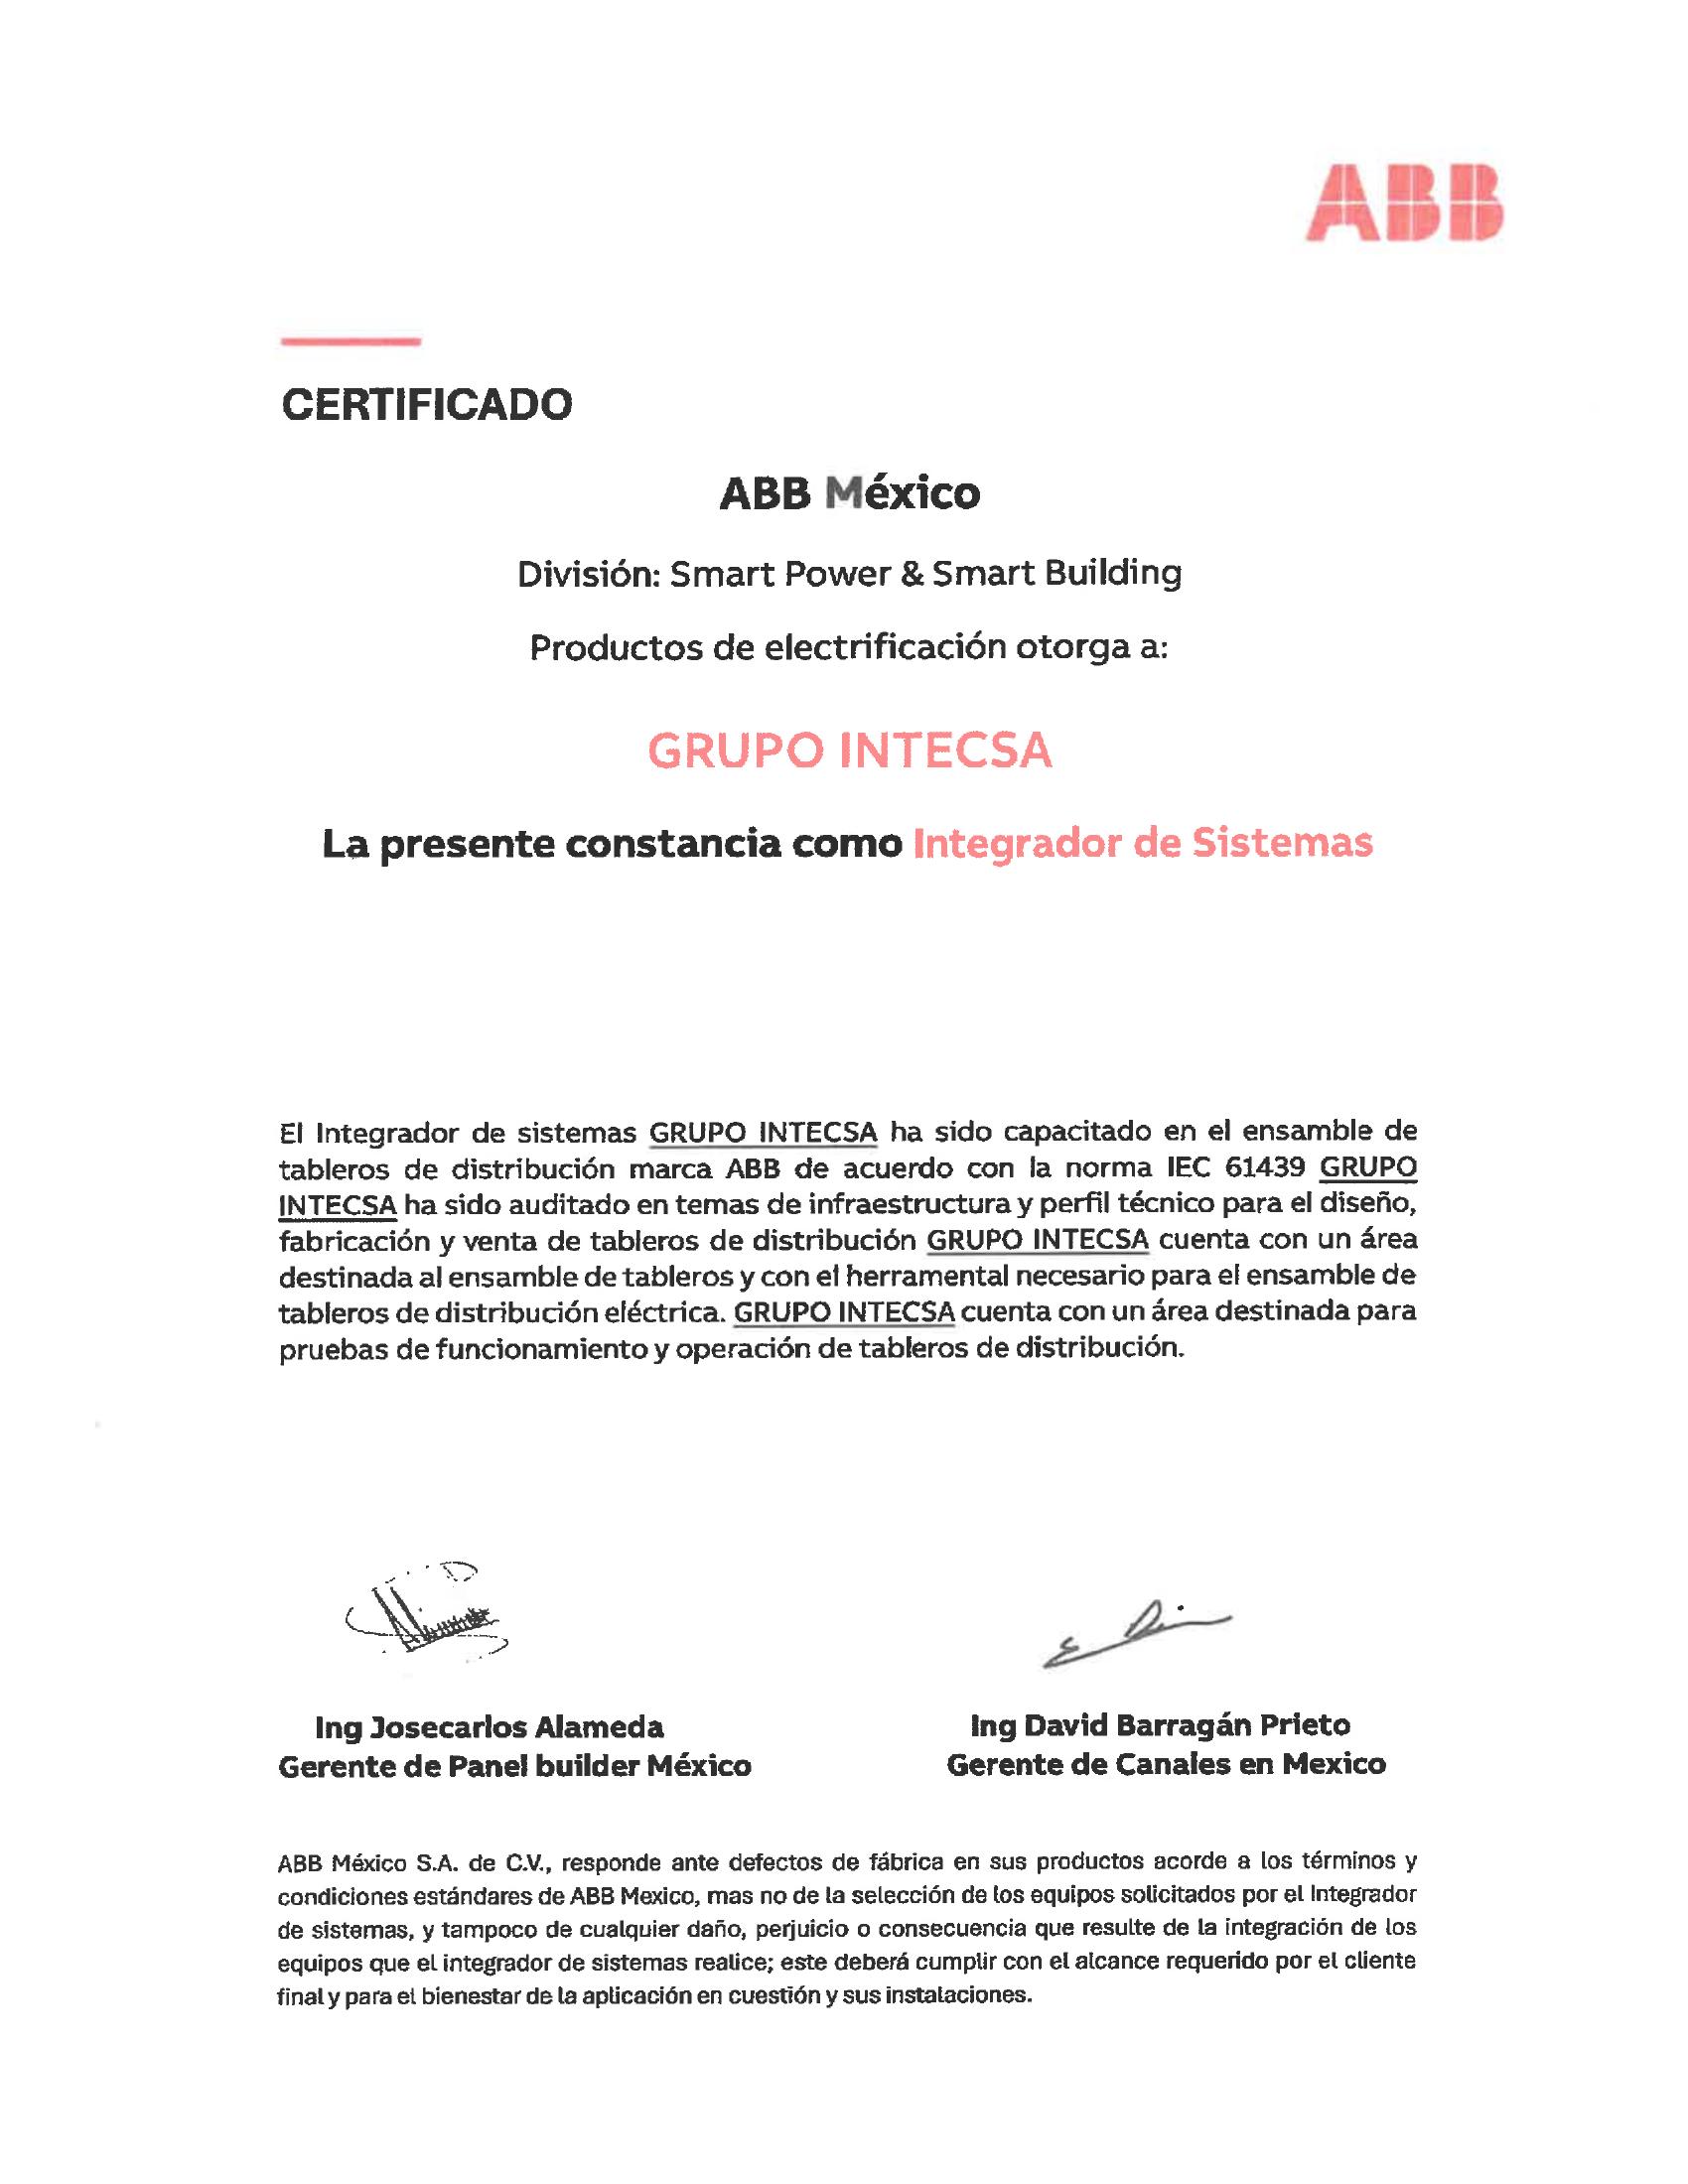 ABB
CERTIFICADO
ABB México
División: Smart Power & Smart Building
Productos de electrificación otorga a:
GRUPO INTECSA
La presente constancia como Integrador de Sistemas
El Integrador de sistemas GRUPO INTECSA ha sido capacitado en el ensamble de
tableros de distribución marca ABB de acuerdo con la norma IEC 61439 GRUPO
INTECSA ha sido auditado en temas de infraestructura y perfil técnico para el diseño,
fabricación y venta de tableros de distribución GRUPO INTECSA cuenta con un área
destinada al ensamble de tableros y con el herramental necesario para el ensamble de
tableros de distribución eléctrica. GRUPO INTECSA cuenta con un área destinada para
pruebas de funcionamiento y operación de tableros de distribución.
Ing Josecarlos Alameda
Gerente de Panel builder México
Ing David Barragán Prieto
Gerente de Canales en Mexico
ABB México S.A. de C.V., responde ante defectos de fábrica en sus productos acorde a los términos y
condiciones estándares de ABB Mexico, mas no de la selección de los equipos solicitados por el Integrador
de sistemas, y tampoco de cualquier daño, perjuicio o consecuencia que resulte de la integración de los
equipos que el integrador de sistemas realice; este deberá cumplir con el alcance requerido por el cliente
final y para el bienestar de la aplicación en cuestión y sus instalaciones.